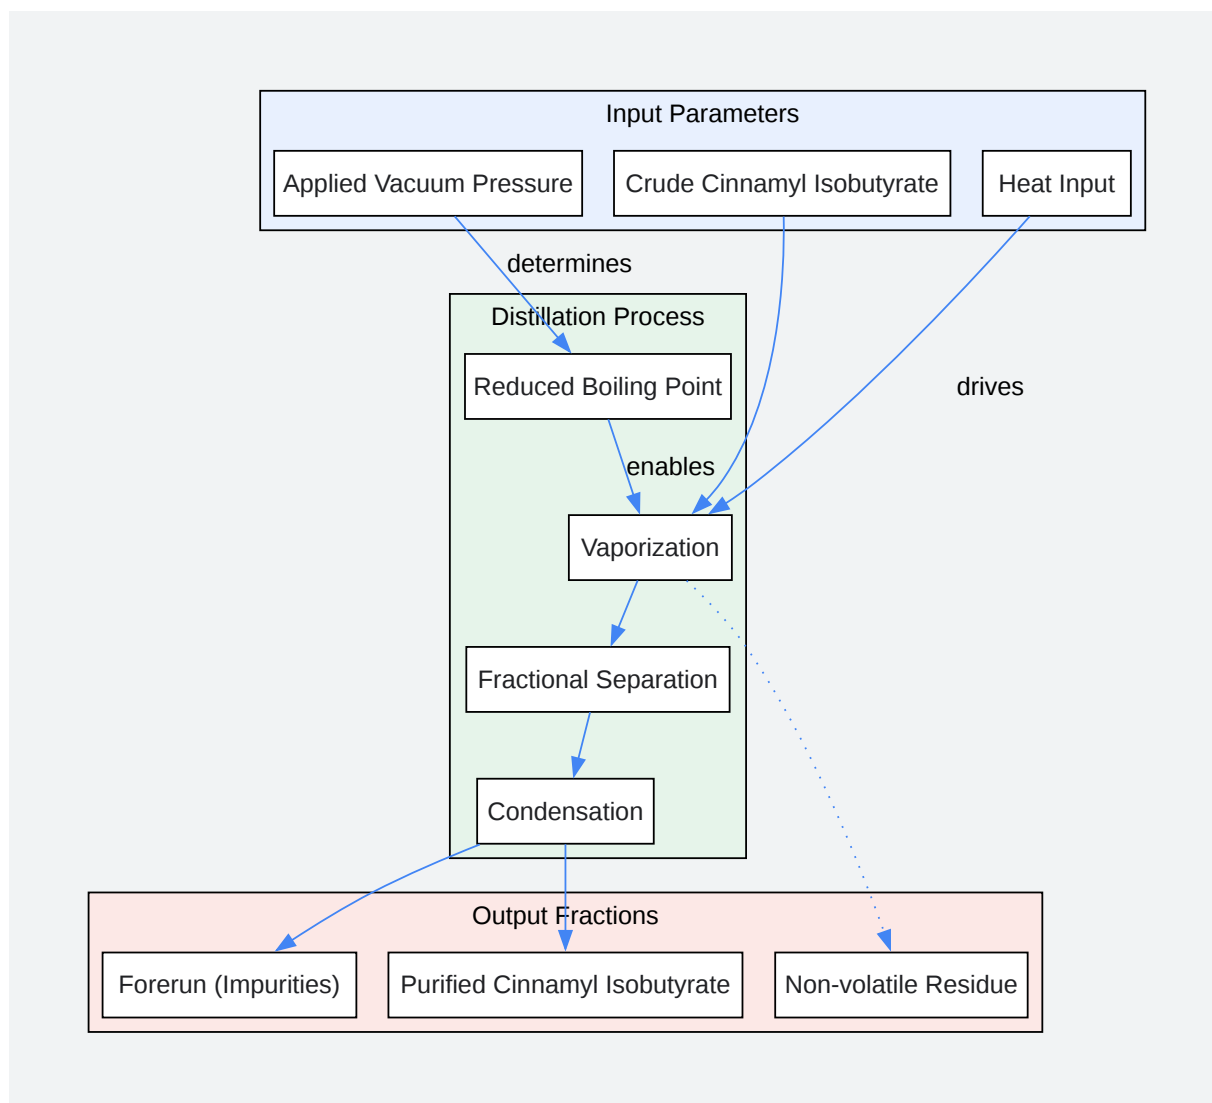 Input Parameters
Applied Vacuum Pressure
Crude Cinnamyl Isobutyrate
Heat Input
determines
Distillation Process
Reduced Boiling Point
drives
enables
Vaporization
Fractional Separation
Condensation
Output Fractions
Forerun (Impurities)
Purified Cinnamyl Isobutyrate
Non-volatile Residue